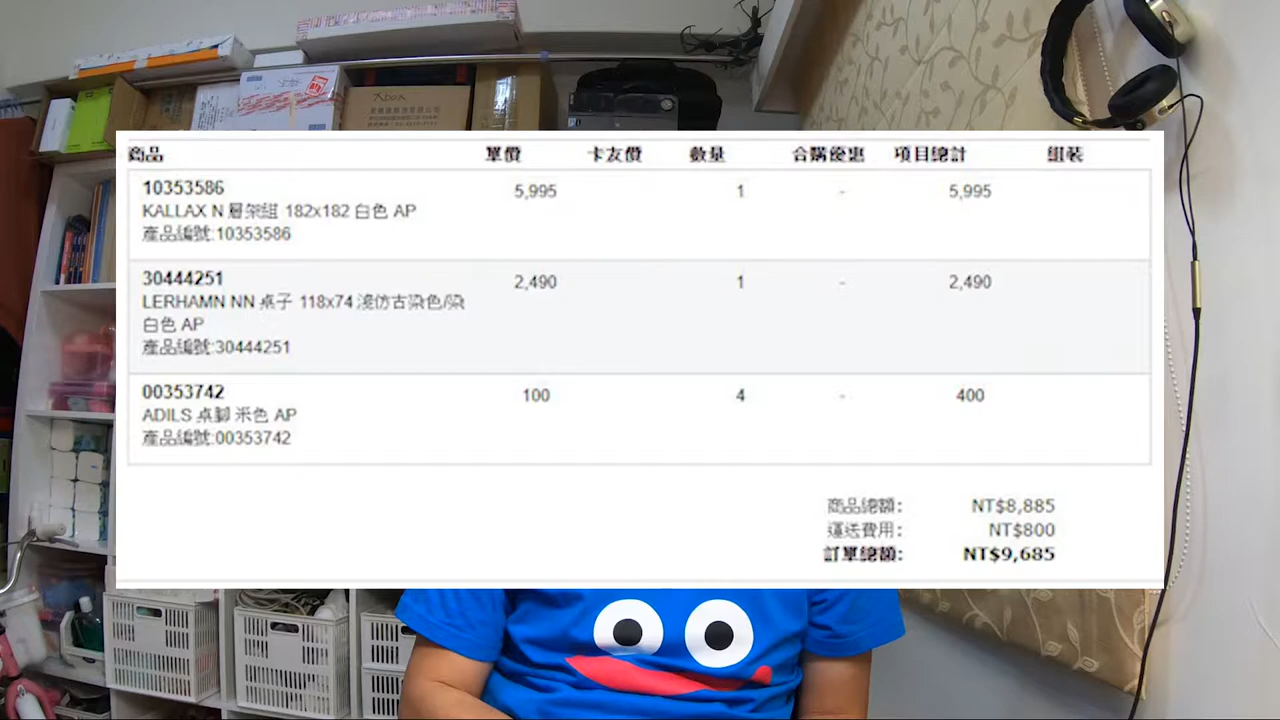 商品 單價 卡友價 數量 合購優惠 項目總計 組裝
10353586 5,995 1 - 5,995
KALLAX N 層架組 182x182 白色 AP
產品編號:10353586
30444251 2,490 1 - 2,490
LERHAMN NN 桌子 118x74 淺仿古染色/染
白色 AP
產品編號:30444251
00353742 100 4 - 400
ADILS 桌腳 米色 AP
產品編號:00353742
商品總額: NT$8,885
運送費用: NT$800
訂單總額: NT$9,685